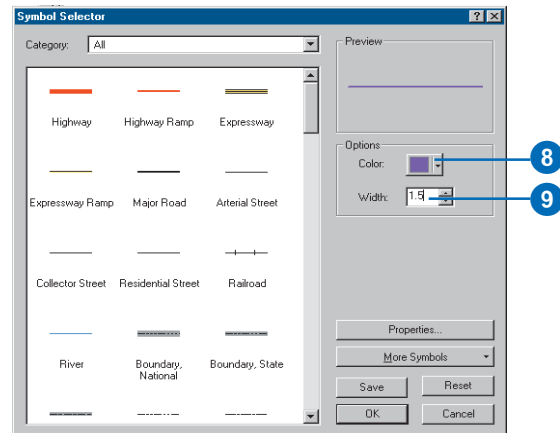 Symbol Selector
Category: All
Highway
Highway Ramp
Expressway
Expressway Ramp
Major Road
Arterial Street
Collector Street
Residential Street
Railroad
River
Boundary, National
Boundary, State
Preview
Options
Color:
8
Width: 1.5
9
Properties...
More Symbols
Save
Reset
OK
Cancel